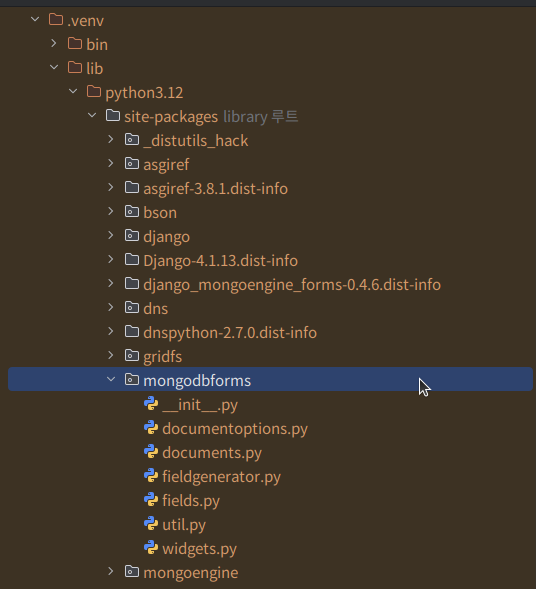 .venv
bin
lib
python3.12
site-packages library 루트
_distutils_hack
asgiref
asgiref-3.8.1.dist-info
bson
django
Django-4.1.13.dist-info
django_mongoengine_forms-0.4.6.dist-info
dns
dnspython-2.7.0.dist-info
gridfs
mongodbforms
__init__.py
documentoptions.py
documents.py
fieldgenerator.py
fields.py
util.py
widgets.py
mongoengine